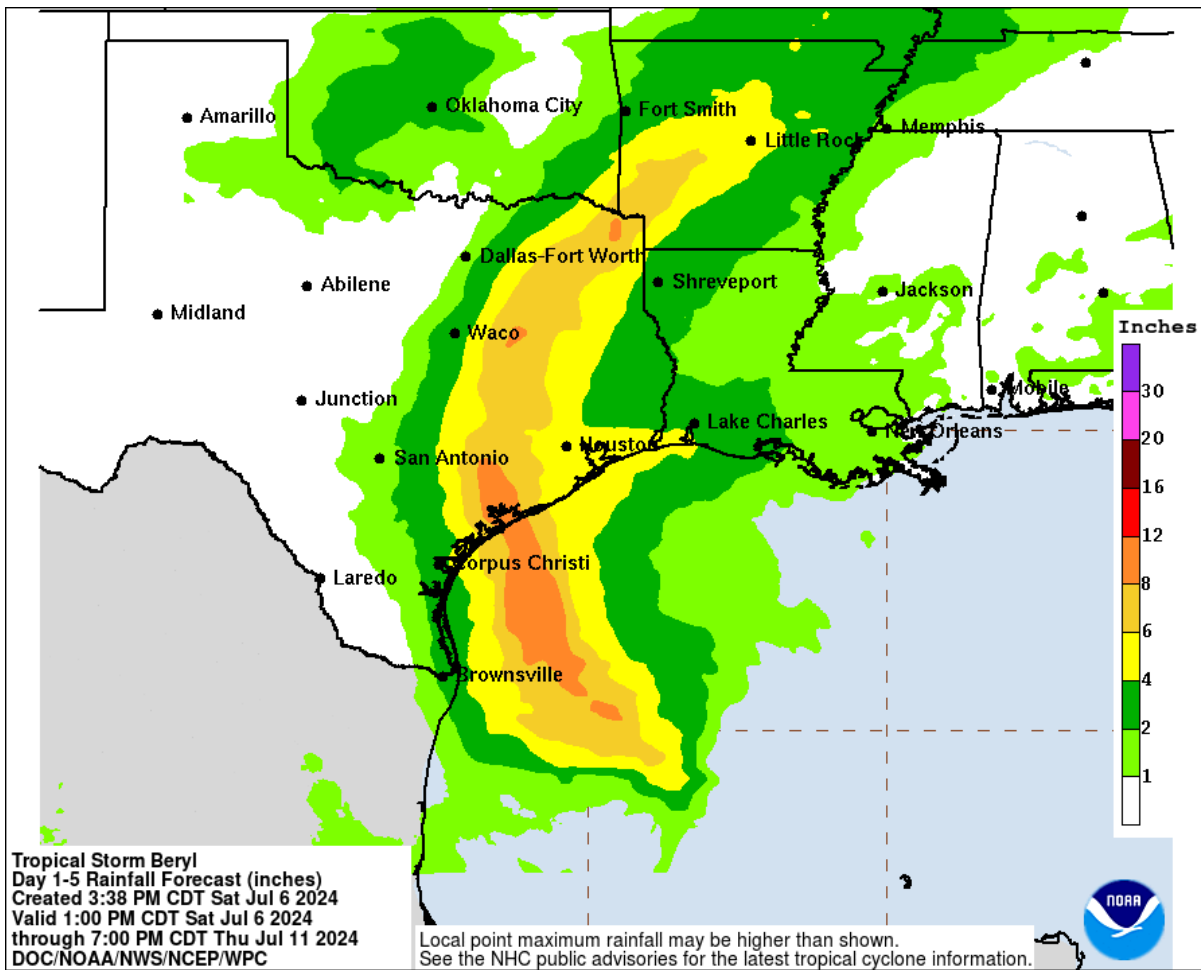 Oklahoma City
Fort Smith
Amarillo
Little Rock
Memphis
Dallas-Fort Worth
Abilene
Shreveport
Jackson
Midland
Waco
Inches
Junction
Mobile
30
Lake Charles
New Orleans
20
Houston
San Antonio
16
12
Corpus Christi
Laredo
8
6
Brownsville
4
2
1
Tropical Storm Beryl
Day 1-5 Rainfall Forecast (inches)
Created 3:38 PM CDT Sat Jul 6 2024
Valid 1:00 PM CDT Sat Jul 6 2024
through 7:00 PM CDT Thu Jul 11 2024
DOC/NOAA/NWS/NCEP/WPC
Local point maximum rainfall may be higher than shown.
See the NHC public advisories for the latest tropical cyclone information.
NOAA